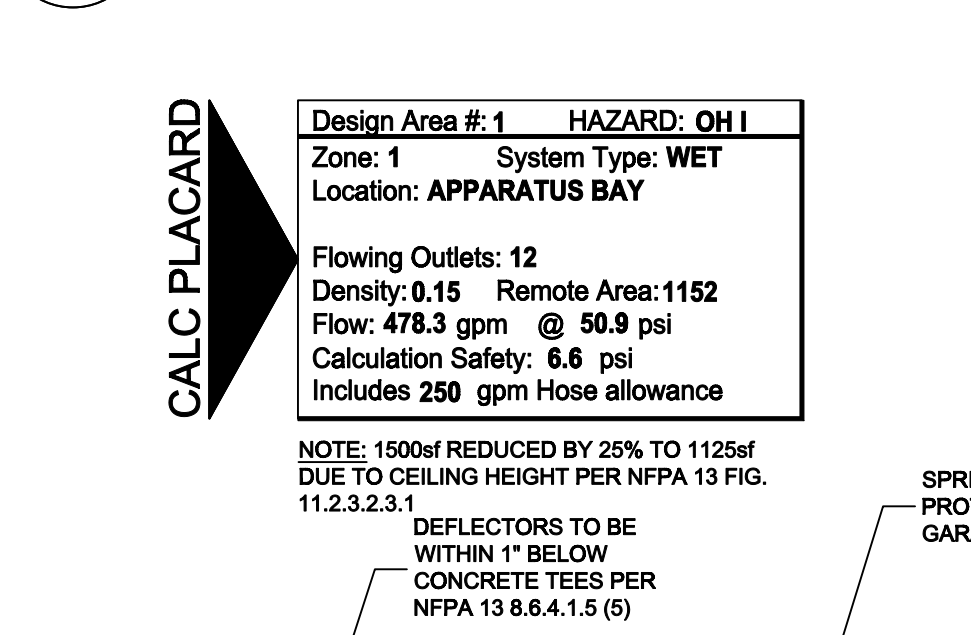 CALC PLACARD
Design Area #: 1 HAZARD: OH I
Zone: 1 System Type: WET
Location: APPARATUS BAY
Flowing Outlets: 12
Density: 0.15 Remote Area: 1152
Flow: 478.3 gpm @ 50.9 psi
Calculation Safety: 6.6 psi
Includes 250 gpm Hose allowance
NOTE: 1500sf REDUCED BY 25% TO 1125sf
DUE TO CEILING HEIGHT PER NFPA 13 FIG.
11.2.3.2.3.1
DEFLECTORS TO BE
WITHIN 1" BELOW
CONCRETE TEES PER
NFPA 13 8.6.4.1.5 (5)